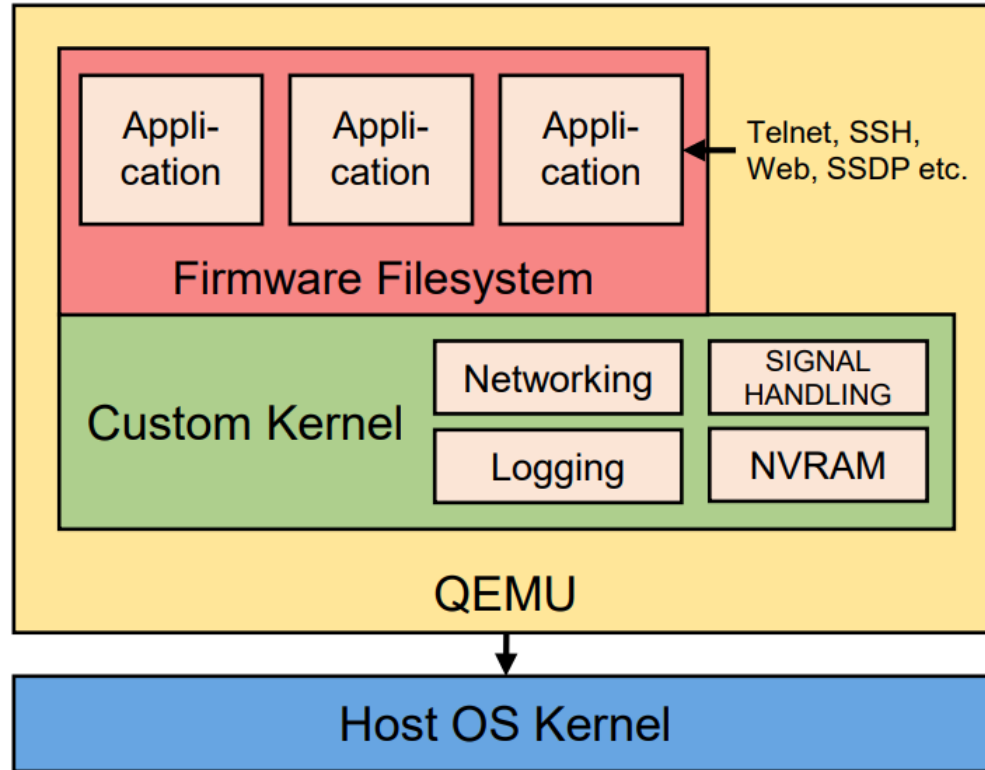 Appli-
cation
Appli-
cation
Appli-
cation
Telnet, SSH,
Web, SSDP etc.
Firmware Filesystem
Custom Kernel
Networking
SIGNAL
HANDLING
Logging
NVRAM
QEMU
Host OS Kernel